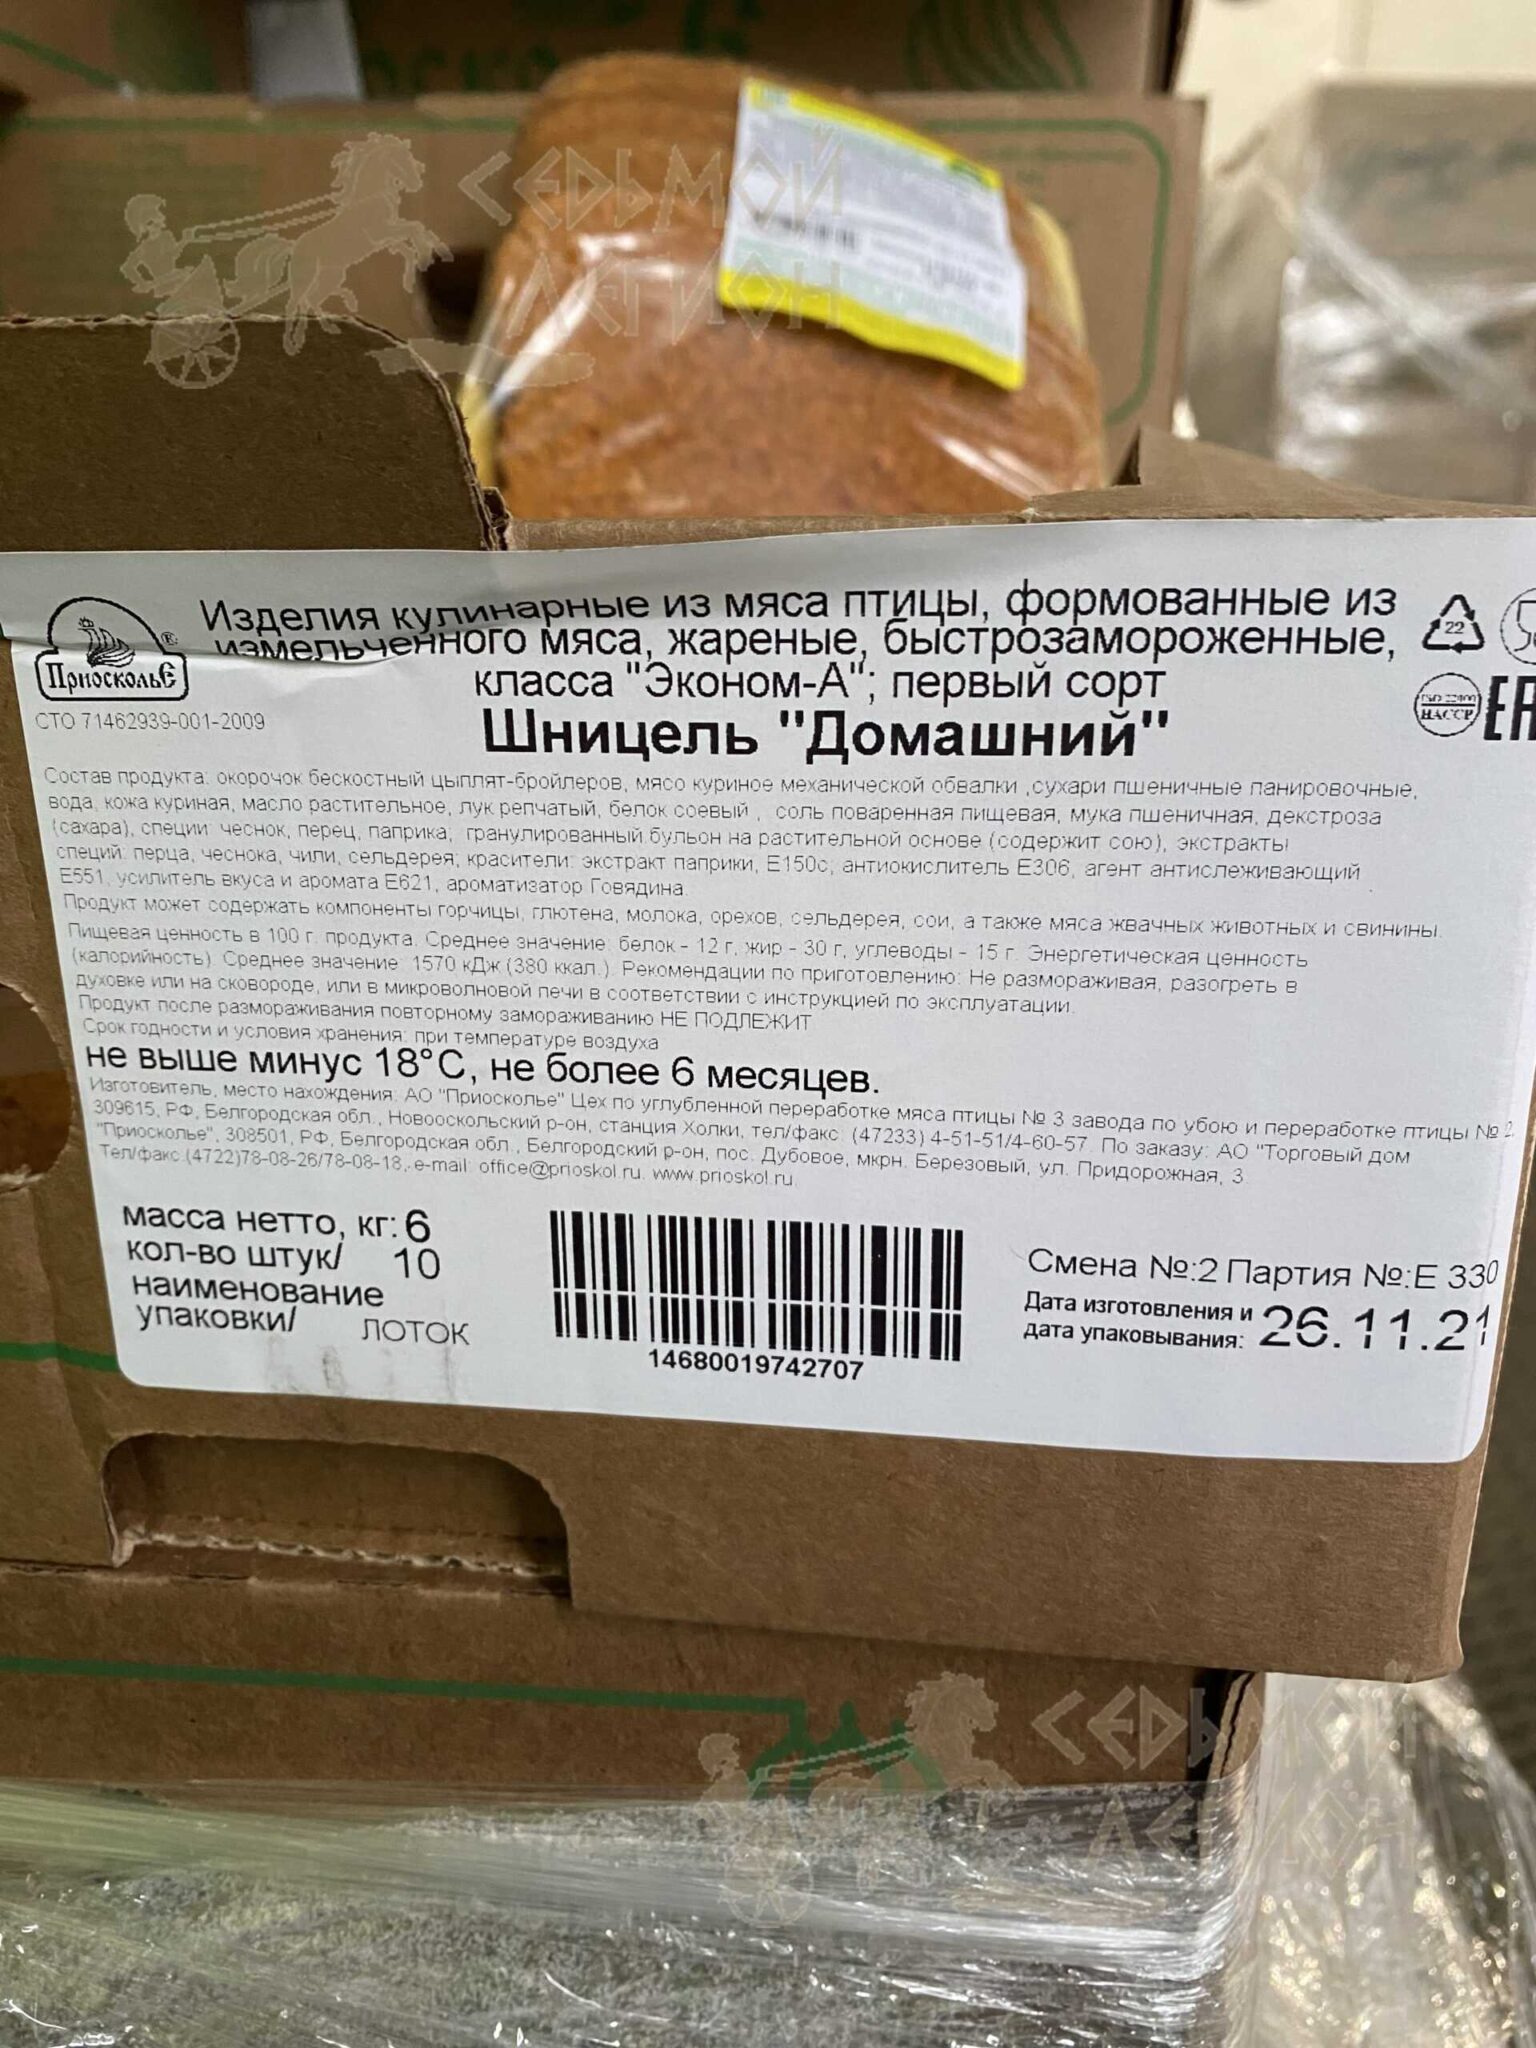 СЕДЬМОЙ
ЛЕГИОН
Приосколье ®
СТО 71462939-001-2009
Изделия кулинарные из мяса птицы, формованные из
измельченного мяса, жареные, быстрозамороженные,
класса "Эконом-А"; первый сорт
Шницель "Домашний"
22
ISO 22000
HACCP
Состав продукта: окорочок бескостный цыплят-бройлеров, мясо куриное механической обвалки ,сухари пшеничные панировочные,
вода, кожа куриная, масло растительное, лук репчатый, белок соевый , соль поваренная пищевая, мука пшеничная, декстроза
(сахара), специи: чеснок, перец, паприка; гранулированный бульон на растительной основе (содержит сою), экстракты
специй: перца, чеснока, чили, сельдерея; красители: экстракт паприки, Е150с; антиокислитель Е306, агент антислеживающий
Е551, усилитель вкуса и аромата Е621, ароматизатор Говядина.
Продукт может содержать компоненты горчицы, глютена, молока, орехов, сельдерея, сои, а также мяса жвачных животных и свинины.
Пищевая ценность в 100 г. продукта. Среднее значение: белок - 12 г, жир - 30 г, углеводы - 15 г. Энергетическая ценность
(калорийность). Среднее значение: 1570 кДж (380 ккал.). Рекомендации по приготовлению: Не размораживая, разогреть в
духовке или на сковороде, или в микроволновой печи в соответствии с инструкцией по эксплуатации.
Продукт после размораживания повторному замораживанию НЕ ПОДЛЕЖИТ
Срок годности и условия хранения: при температуре воздуха
не выше минус 18°С, не более 6 месяцев.
Изготовитель, место нахождения: АО "Приосколье" Цех по углубленной переработке мяса птицы № 3 завода по убою и переработке птицы № 2
309615, РФ, Белгородская обл., Новооскольский р-он, станция Холки, тел/факс: (47233) 4-51-51/4-60-57. По заказу: АО "Торговый дом
"Приосколье", 308501, РФ, Белгородская обл., Белгородский р-он, пос. Дубовое, мкрн. Березовый, ул. Придорожная, 3.
Тел/факс.(4722)78-08-26/78-08-18,. e-mail: office@prioskol.ru. www.prioskol.ru.
масса нетто, кг: 6
кол-во штук/ 10
наименование
упаковки/ ЛОТОК
14680019742707
Смена №:2 Партия №:Е 330
Дата изготовления и
дата упаковывания: 26.11.21
СЕДЬМОЙ
ЛЕГИОН